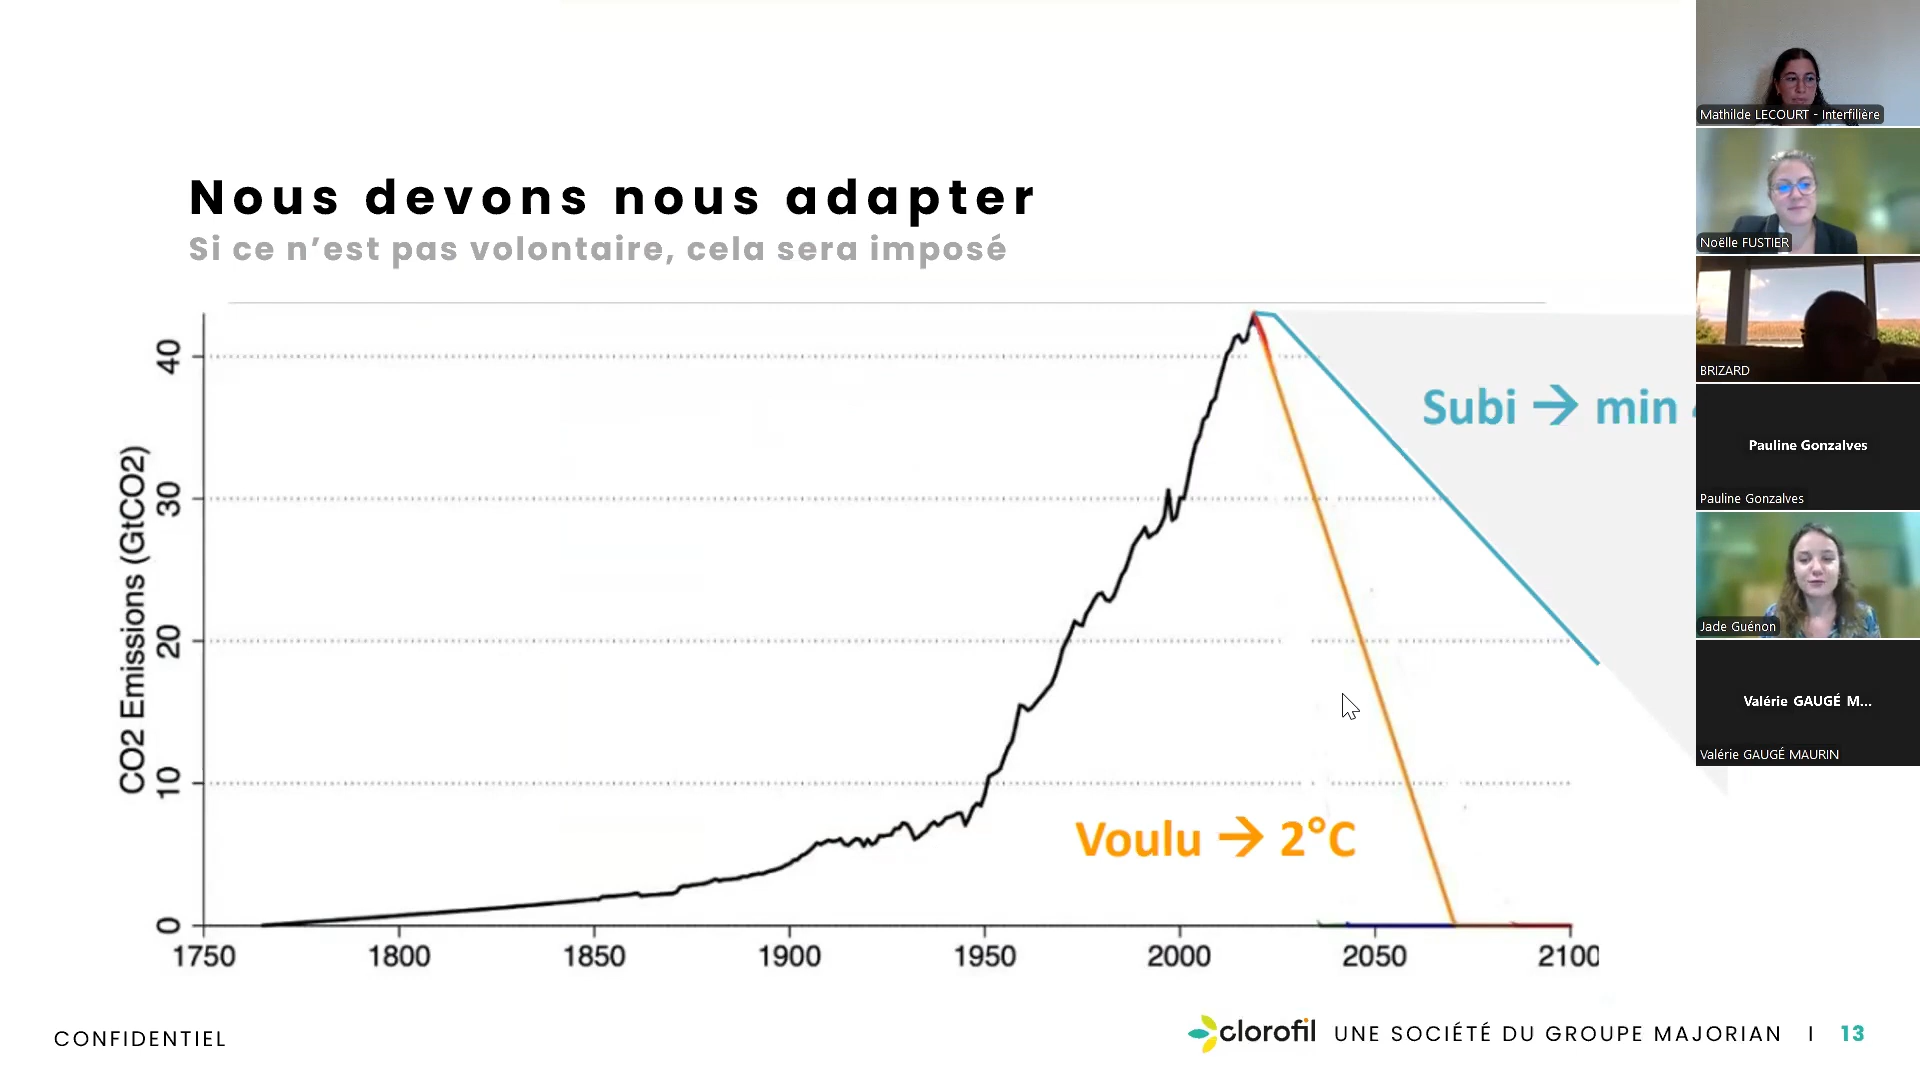 Nous devons nous adapter
Si ce n’est pas volontaire, cela sera imposé
CO2 Emissions (GtCO2)
40
30
20
10
0
1750 1800 1850 1900 1950 2000 2050 2100
Subi → min
Voulu → 2°C
CONFIDENTIEL
clorofil UNE SOCIÉTÉ DU GROUPE MAJORIAN I 13
Mathilde LECOURT - Interfilière
Noëlle FUSTIER
BRIZARD
Pauline Gonzalves
Pauline Gonzalves
Jade Guénon
Valérie GAUGÉ M...
Valérie GAUGÉ MAURIN